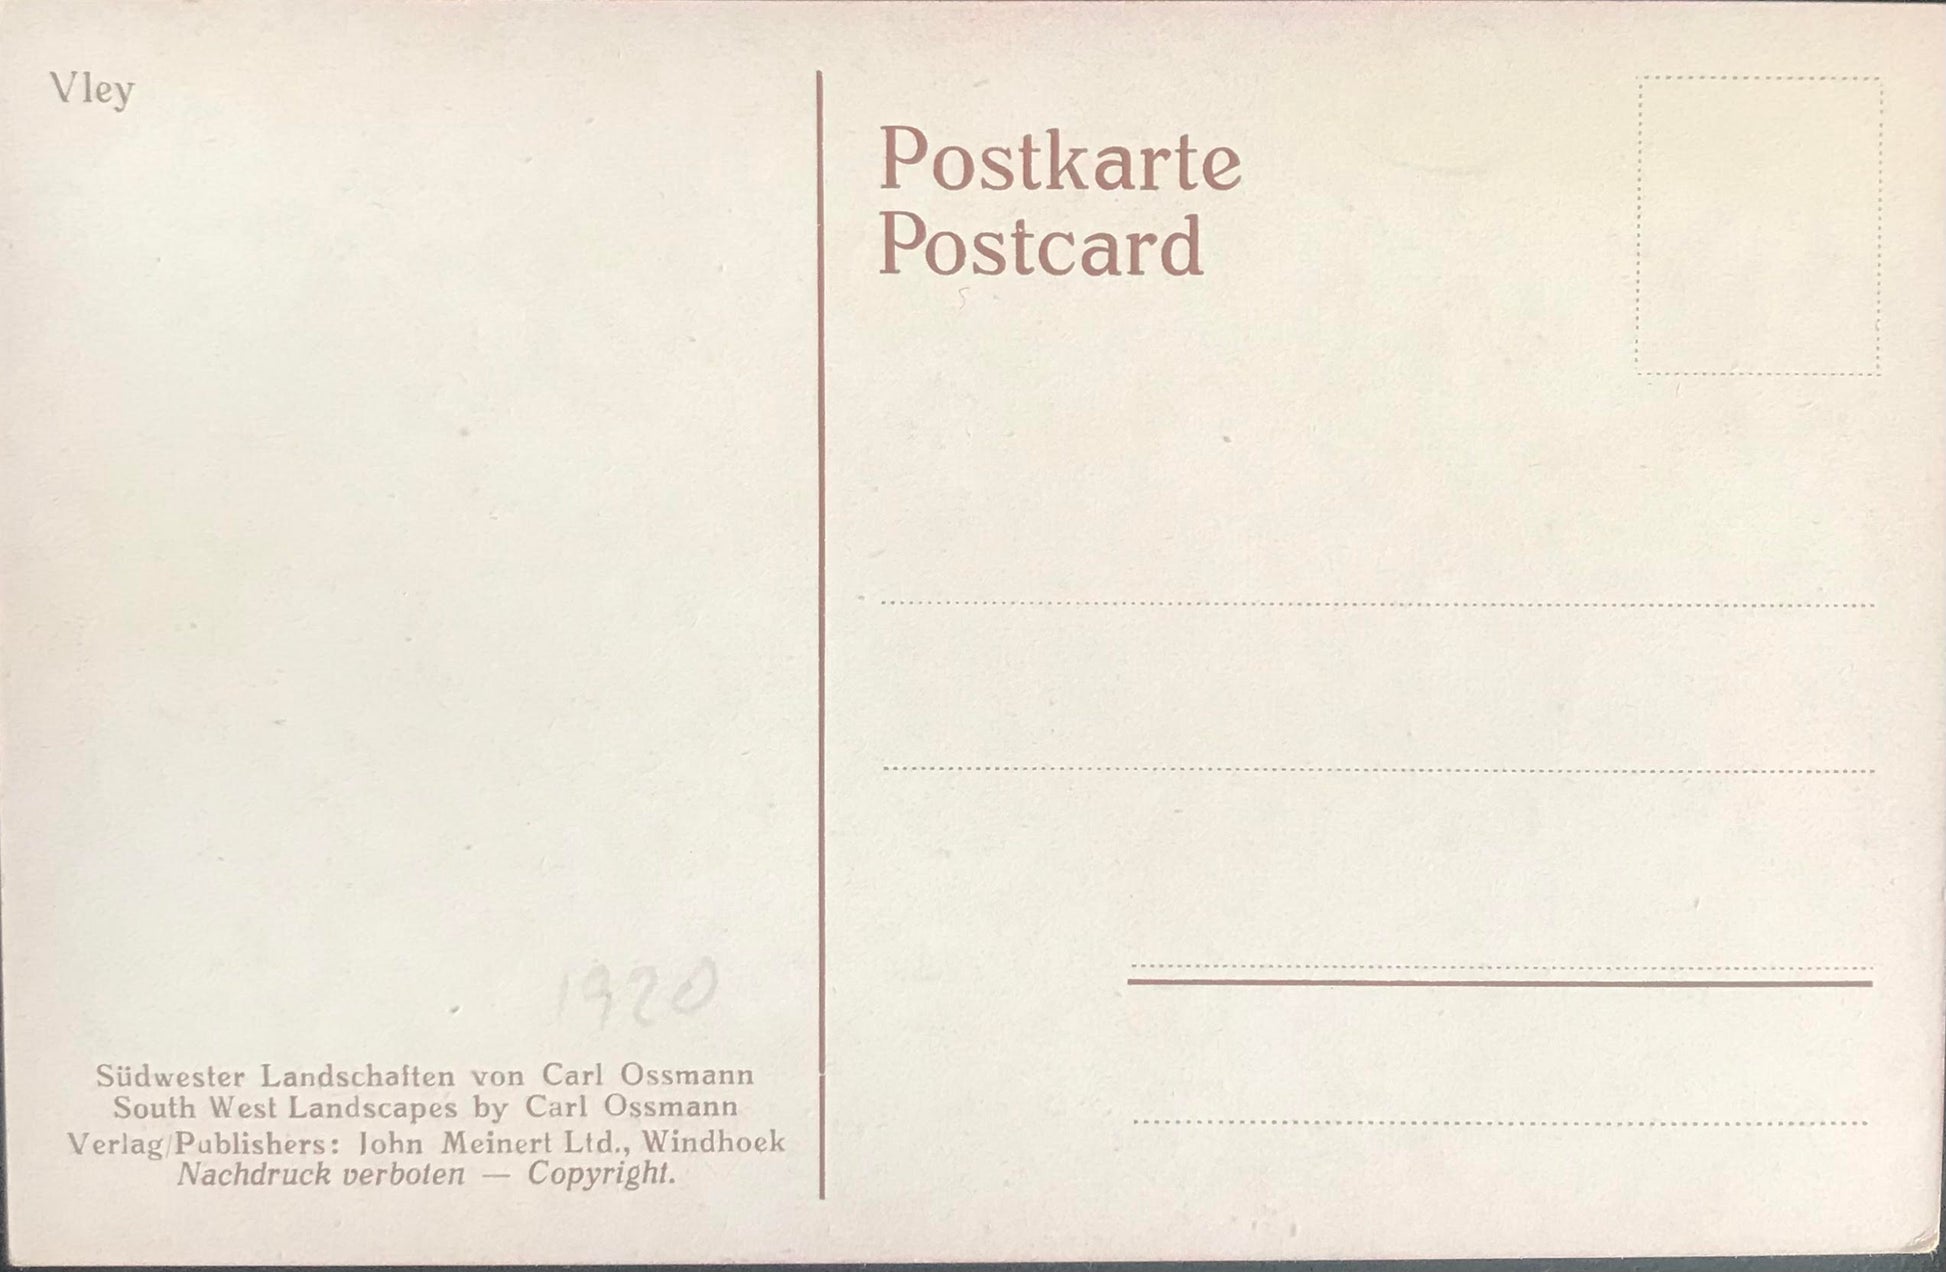 Vley
Postkarte
Postcard
1920
Südwester Landschaften von Carl Ossmann
South West Landscapes by Carl Ossmann
Verlag/Publishers: John Meinert Ltd., Windhoek
Nachdruck verboten — Copyright.